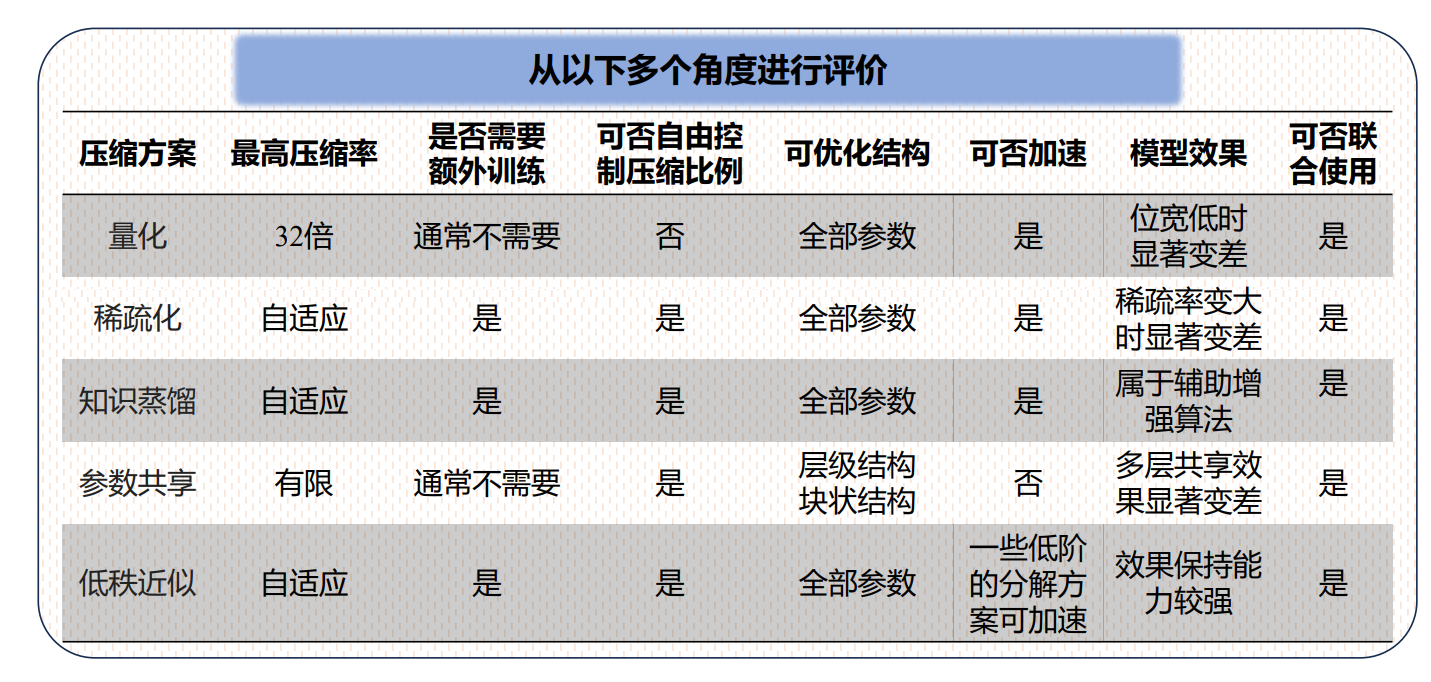 从以下多个角度进行评价
压缩方案 最高压缩率 是否需要额外训练 可否自由控制压缩比例 可优化结构 可否加速 模型效果 可否联合使用
量化 32倍 通常不需要 否 全部参数 是 位宽低时显著变差 是
稀疏化 自适应 是 是 全部参数 是 稀疏率变大时显著变差 是
知识蒸馏 自适应 是 是 全部参数 是 属于辅助增强算法 是
参数共享 有限 通常不需要 是 层级结构块状结构 否 多层共享效果显著变差 是
低秩近似 自适应 是 是 全部参数 一些低阶的分解方案可加速 效果保持能力较强 是